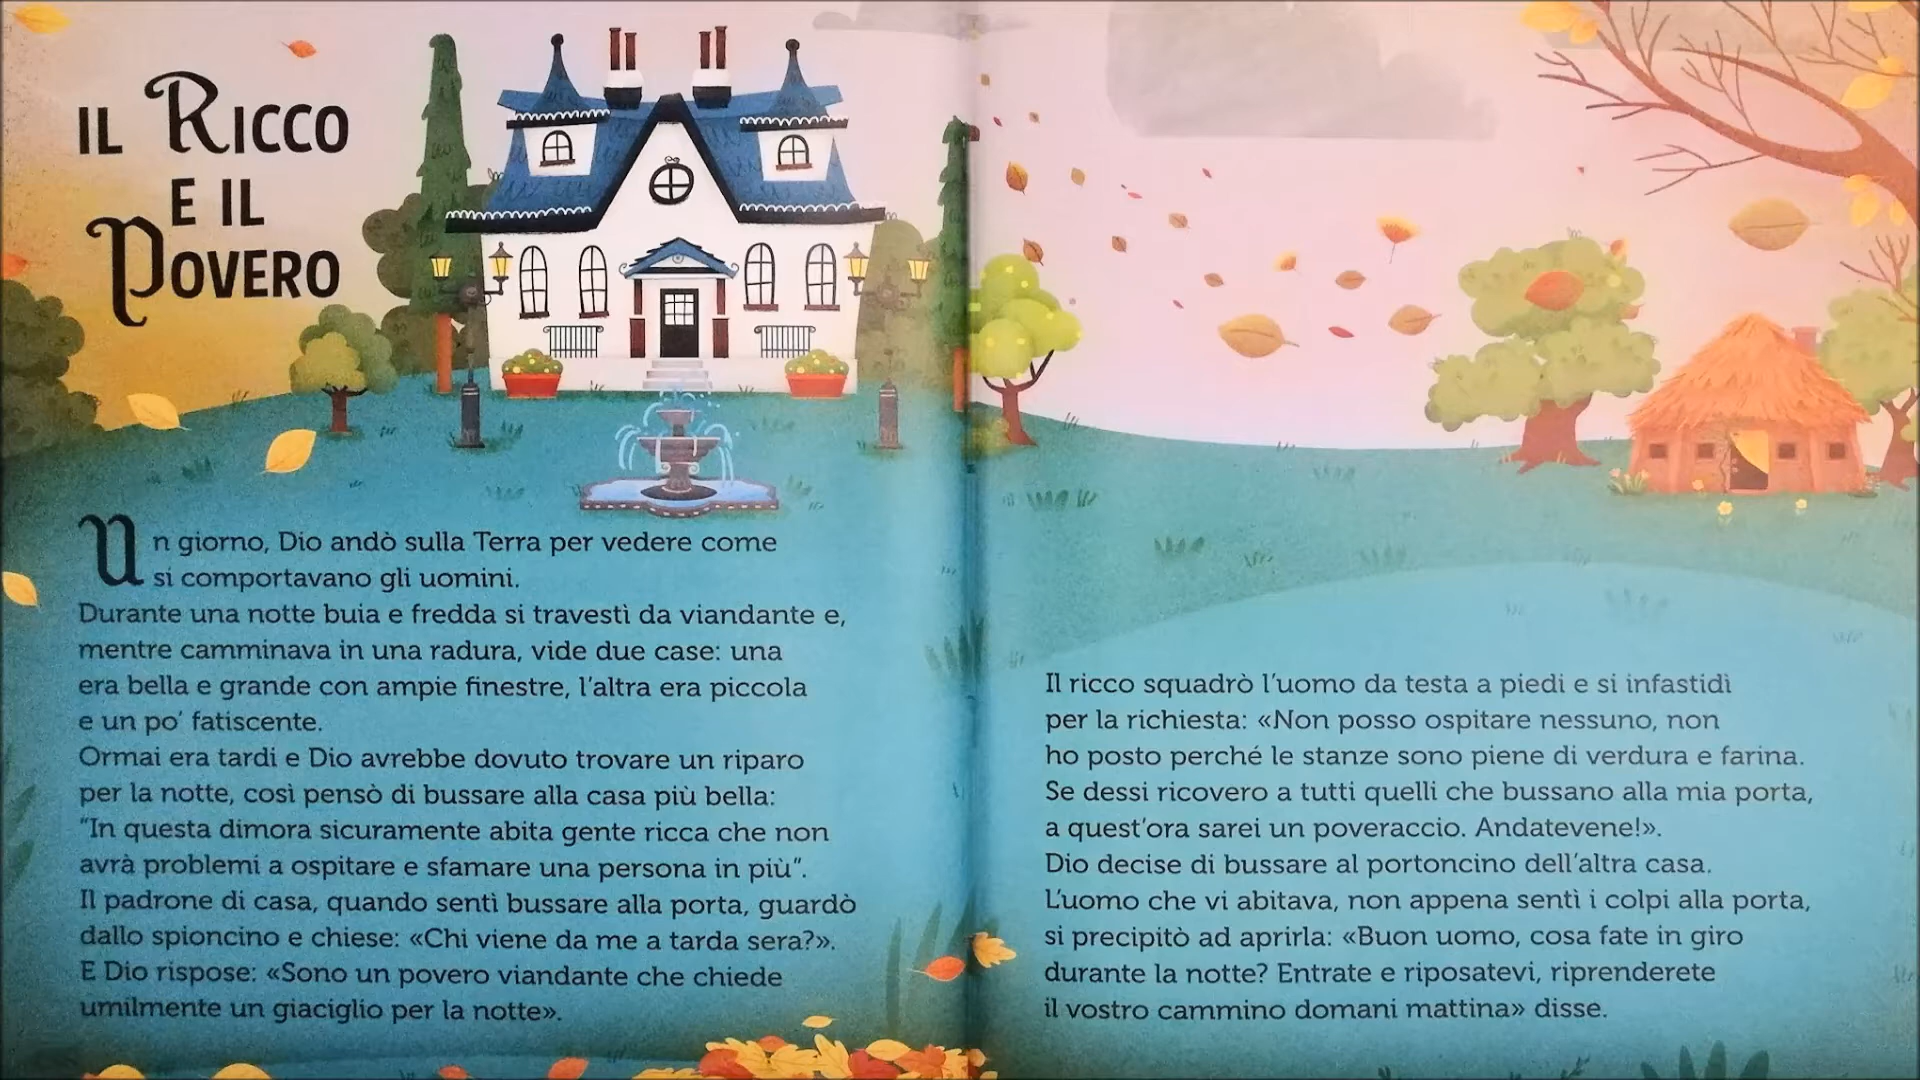 IL RICCO
E IL
POVERO
Un giorno, Dio andò sulla Terra per vedere come
si comportavano gli uomini.
Durante una notte buia e fredda si travestì da viandante e,
mentre camminava in una radura, vide due case: una
era bella e grande con ampie finestre, l'altra era piccola
e un po' fatiscente.
Ormai era tardi e Dio avrebbe dovuto trovare un riparo
per la notte, così pensò di bussare alla casa più bella:
"In questa dimora sicuramente abita gente ricca che non
avrà problemi a ospitare e sfamare una persona in più".
Il padrone di casa, quando sentì bussare alla porta, guardò
dallo spioncino e chiese: «Chi viene da me a tarda sera?».
E Dio rispose: «Sono un povero viandante che chiede
umilmente un giaciglio per la notte».
Il ricco squadrò l'uomo da testa a piedi e si infastidì
per la richiesta: «Non posso ospitare nessuno, non
ho posto perché le stanze sono piene di verdura e farina.
Se dessi ricovero a tutti quelli che bussano alla mia porta,
a quest'ora sarei un poveraccio. Andatevene!».
Dio decise di bussare al portoncino dell'altra casa.
L'uomo che vi abitava, non appena sentì i colpi alla porta,
si precipitò ad aprirla: «Buon uomo, cosa fate in giro
durante la notte? Entrate e riposatevi, riprenderete
il vostro cammino domani mattina» disse.